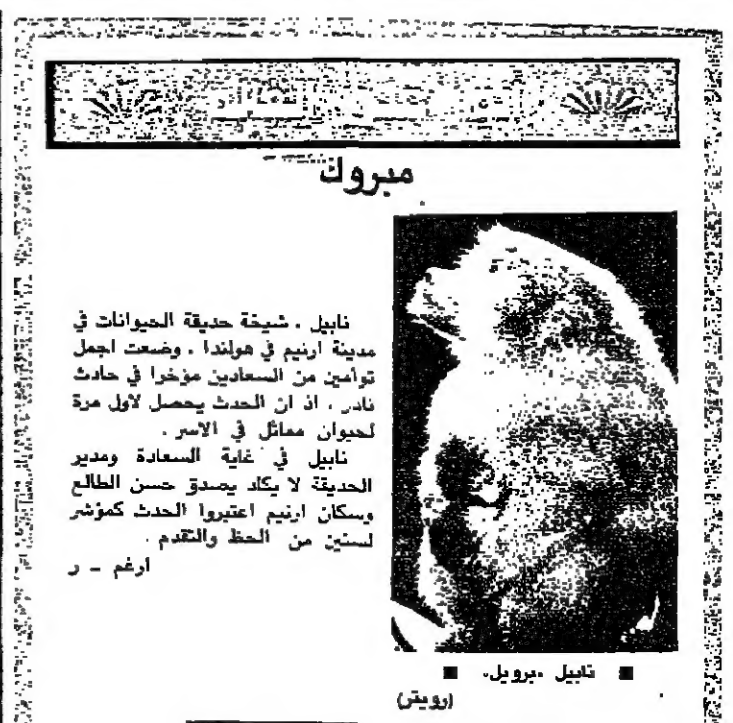 مبروك
نابيل ، شيخة حديقة الحيوانات في
مدينة ارنيم في هولندا ، وضعت اجمل
توأمين من السعادين مؤخرا في حادث
نادر ، اذ ان الحدث يحصل لاول مرة
لحيوان مماثل في الاسر .
نابيل في غاية السعادة ومدير
الحديقة لا يكاد يصدق حسن الطالع
وسكان ارنيم اعتبروا الحدث كمؤشر
لسنين من الحظ والتقدم .
ارغم - ر
■ نابيل .برويل. ■
(رويتر)